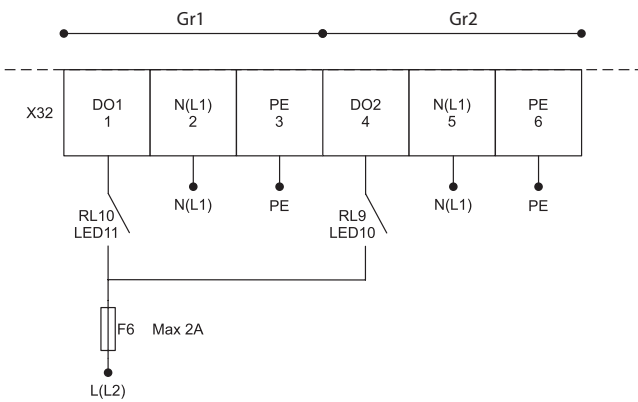 Gr1 Gr2
X32
DO1 N(L1) PE DO2 N(L1) PE
1 2 3 4 5 6
N(L1) PE N(L1) PE
RL10 RL9
LED11 LED10
F6 Max 2A
L(L2)